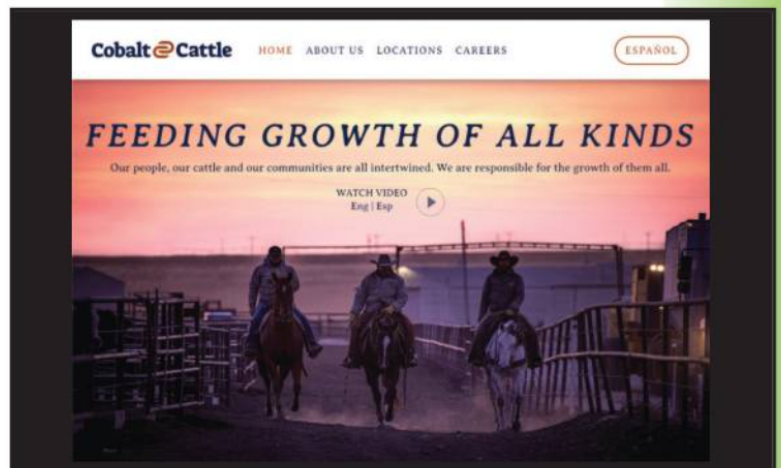 Cobalt Cattle
HOME ABOUT US LOCATIONS CAREERS
ESPAÑOL
FEEDING GROWTH OF ALL KINDS
Our people, our cattle and our communities are all intertwined. We are responsible for the growth of them all.
WATCH VIDEO
Eng | Esp